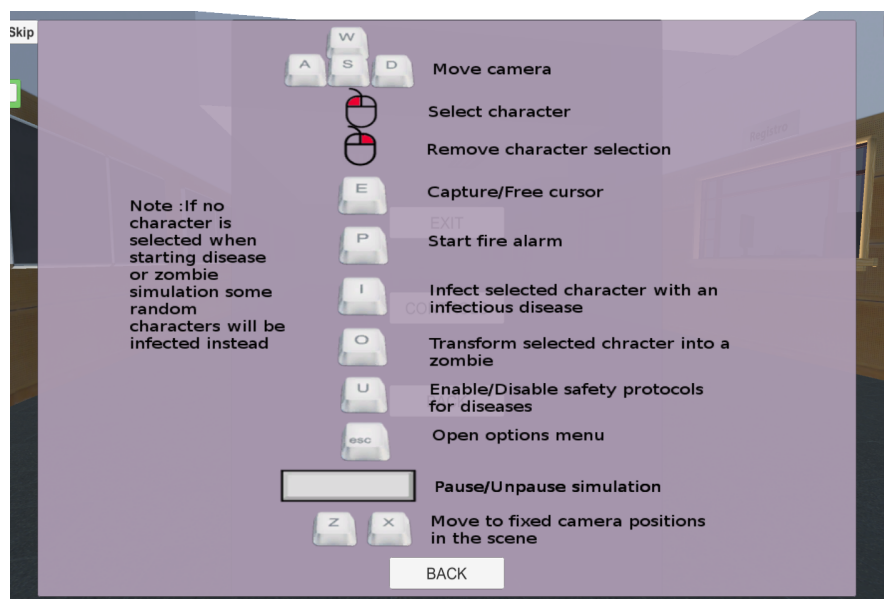 Skip
W
A S D
Move camera
Select character
Remove character selection
E
Capture/Free cursor
EXIT
P
Start fire alarm
Note :If no
character is
selected when
starting disease
or zombie
simulation some
random
characters will be
infected instead
I
Infect selected character with an
infectious disease
O
Transform selected chracter into a
zombie
U
Enable/Disable safety protocols
for diseases
esc
Open options menu
Pause/Unpause simulation
Z X
Move to fixed camera positions
in the scene
BACK